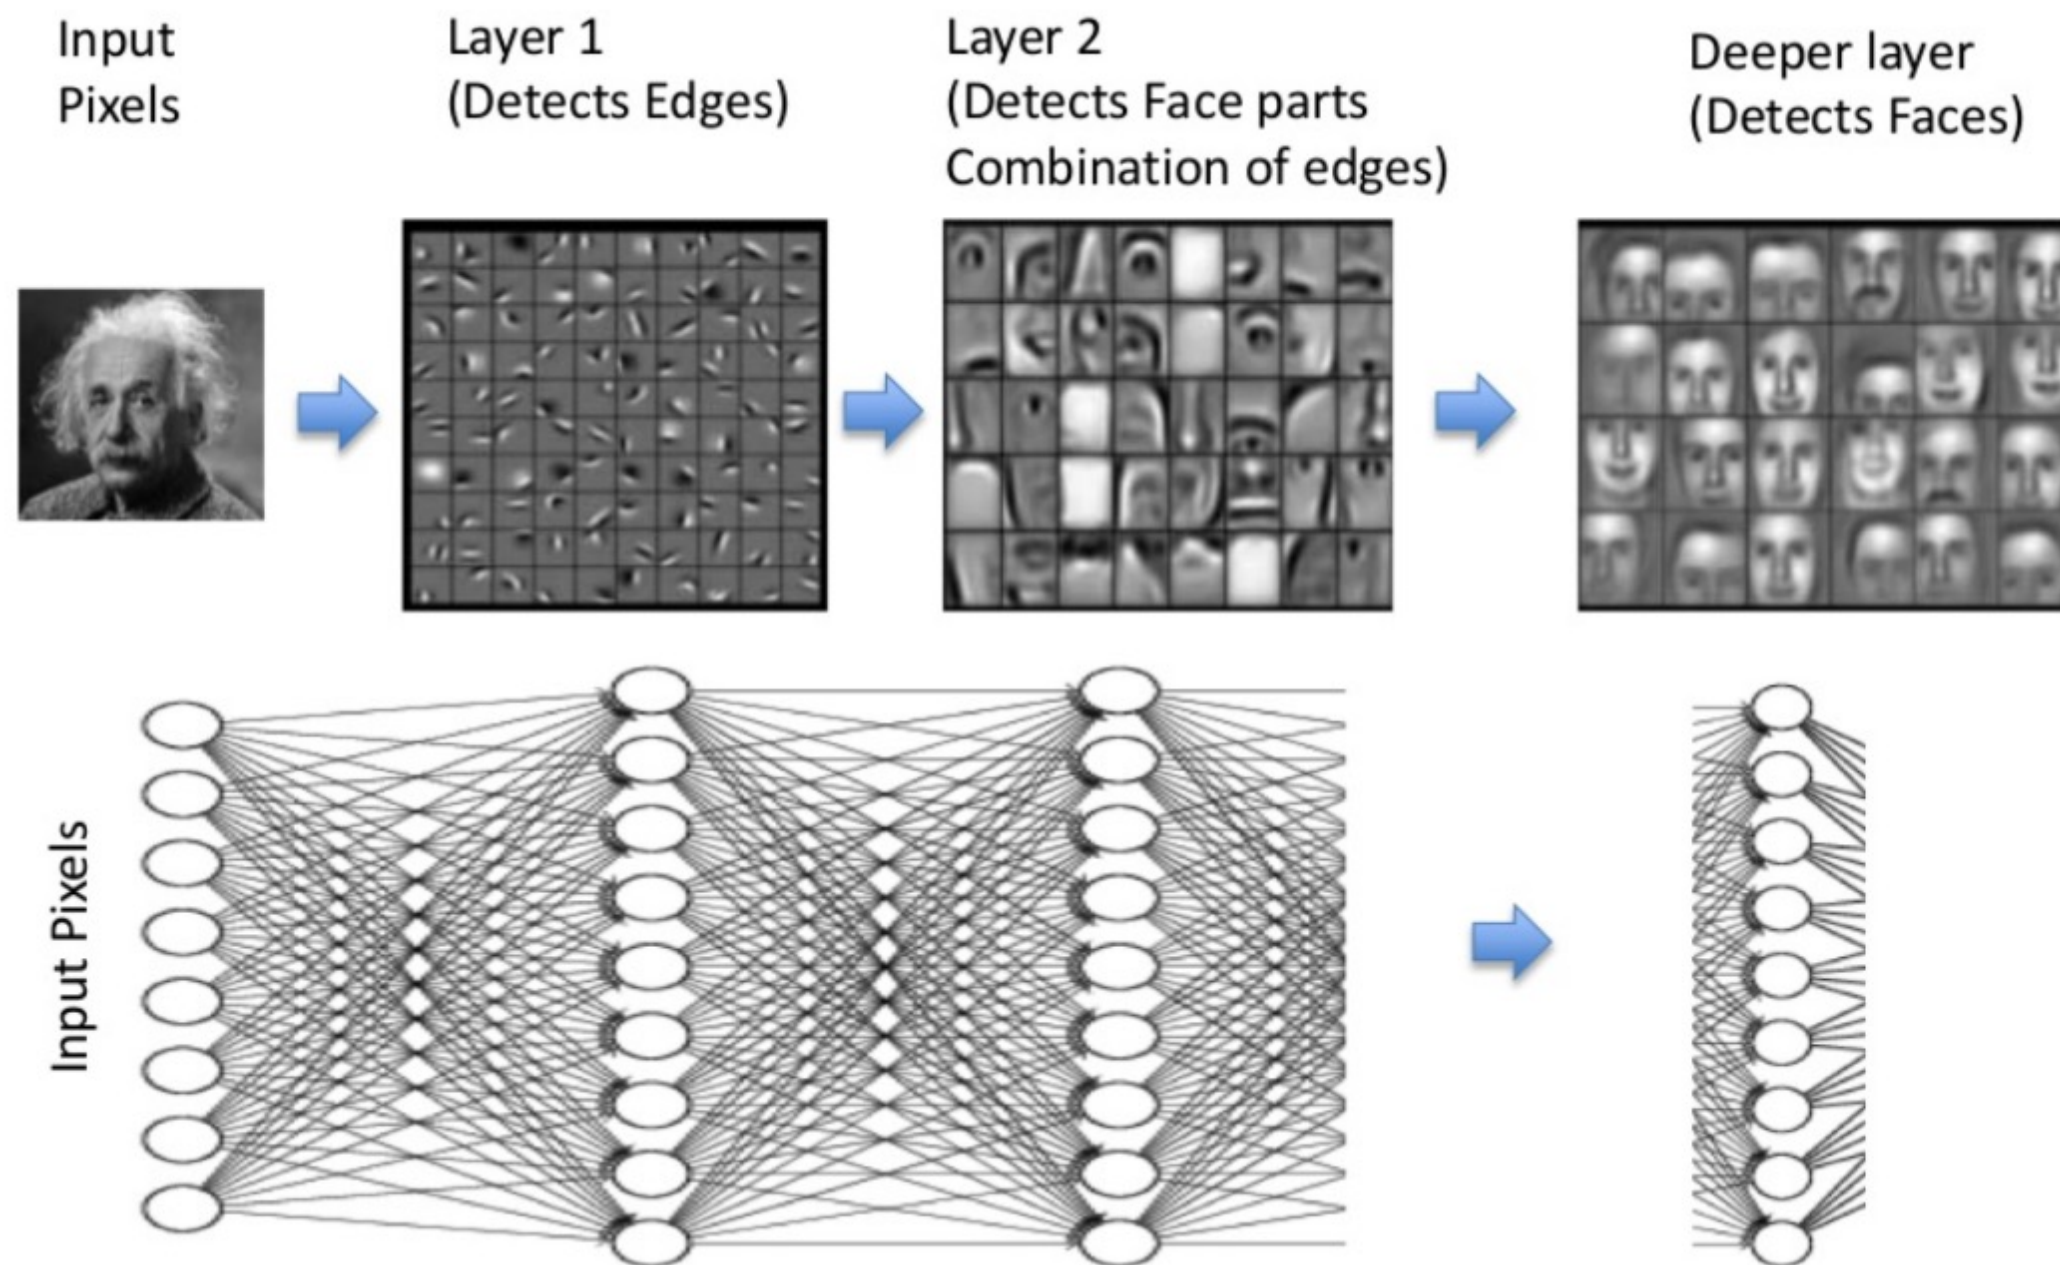 Input
Pixels
Layer 1
(Detects Edges)
Layer 2
(Detects Face parts
Combination of edges)
Deeper layer
(Detects Faces)
Input Pixels